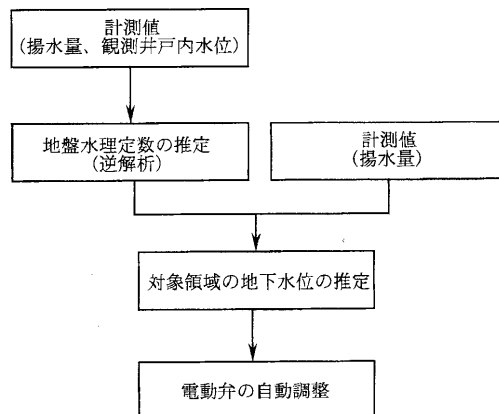 計測値
(揚水量、観測井戸内水位)
地盤水理定数の推定
(逆解析)
計測値
(揚水量)
対象領域の地下水位の推定
電動弁の自動調整